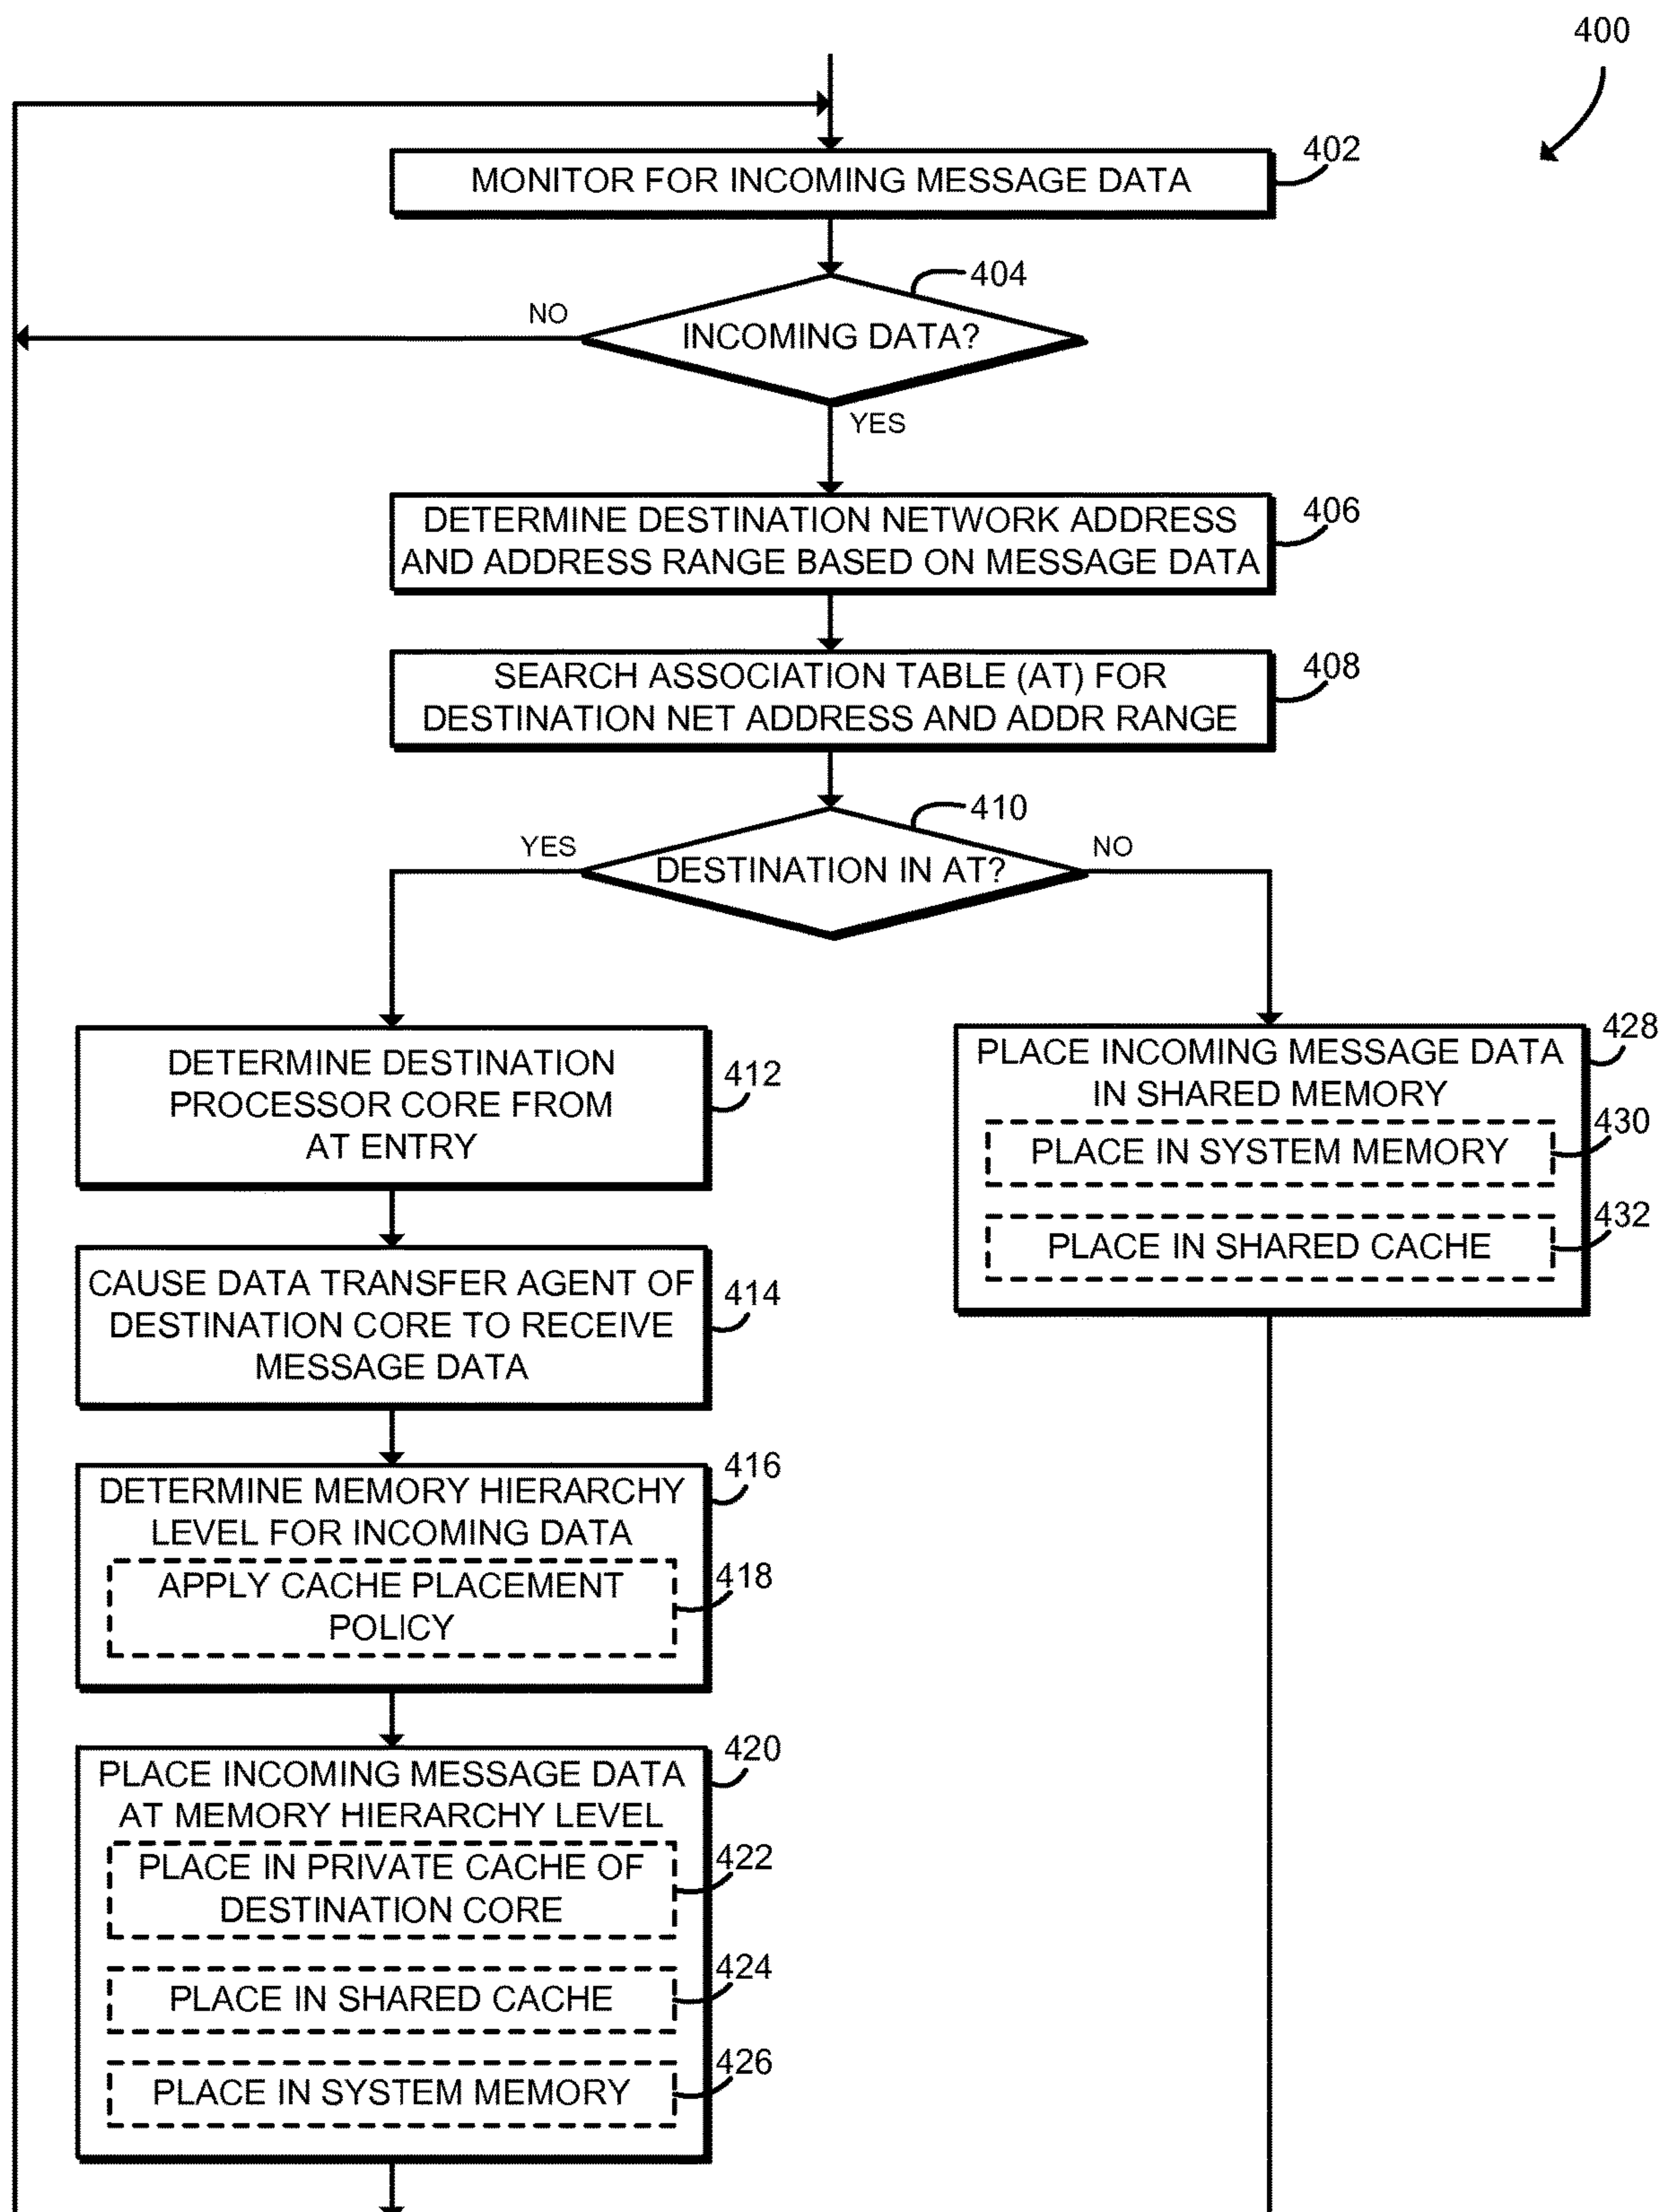 400
MONITOR FOR INCOMING MESSAGE DATA
402
404
NO
INCOMING DATA?
YES
DETERMINE DESTINATION NETWORK ADDRESS
AND ADDRESS RANGE BASED ON MESSAGE DATA
406
SEARCH ASSOCIATION TABLE (AT) FOR
DESTINATION NET ADDRESS AND ADDR RANGE
408
410
YES
DESTINATION IN AT?
NO
DETERMINE DESTINATION
PROCESSOR CORE FROM
AT ENTRY
412
CAUSE DATA TRANSFER AGENT OF
DESTINATION CORE TO RECEIVE
MESSAGE DATA
414
DETERMINE MEMORY HIERARCHY
LEVEL FOR INCOMING DATA
416
APPLY CACHE PLACEMENT
POLICY
418
PLACE INCOMING MESSAGE DATA
AT MEMORY HIERARCHY LEVEL
420
PLACE IN PRIVATE CACHE OF
DESTINATION CORE
422
PLACE IN SHARED CACHE
424
PLACE IN SYSTEM MEMORY
426
PLACE INCOMING MESSAGE DATA
IN SHARED MEMORY
428
PLACE IN SYSTEM MEMORY
430
PLACE IN SHARED CACHE
432